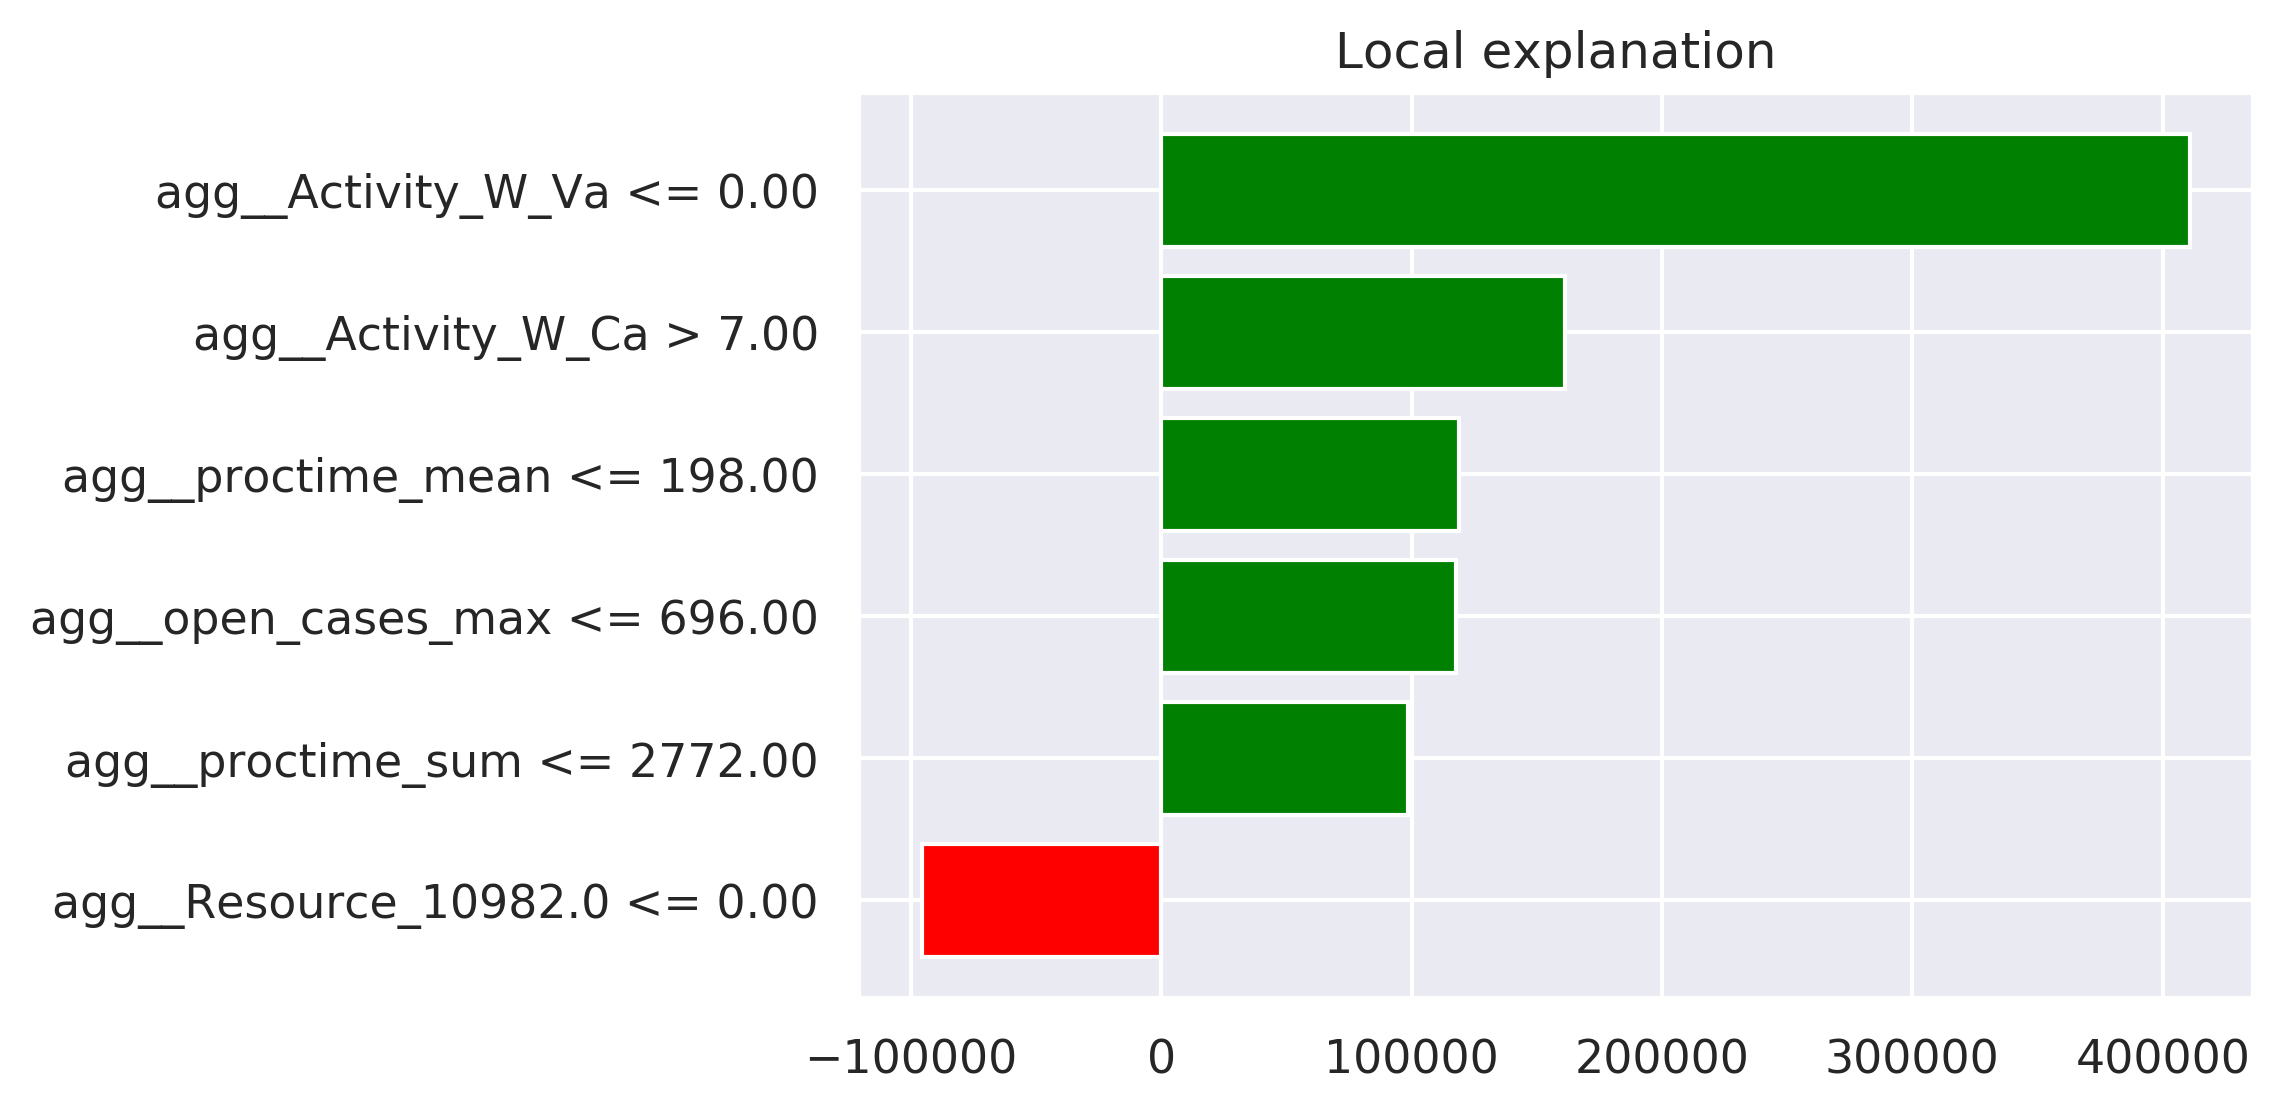 Local explanation
agg__Activity_W_Va <= 0.00
agg__Activity_W_Ca > 7.00
agg__proctime_mean <= 198.00
agg__open_cases_max <= 696.00
agg__proctime_sum <= 2772.00
agg__Resource_10982.0 <= 0.00
−100000 0 100000 200000 300000 400000